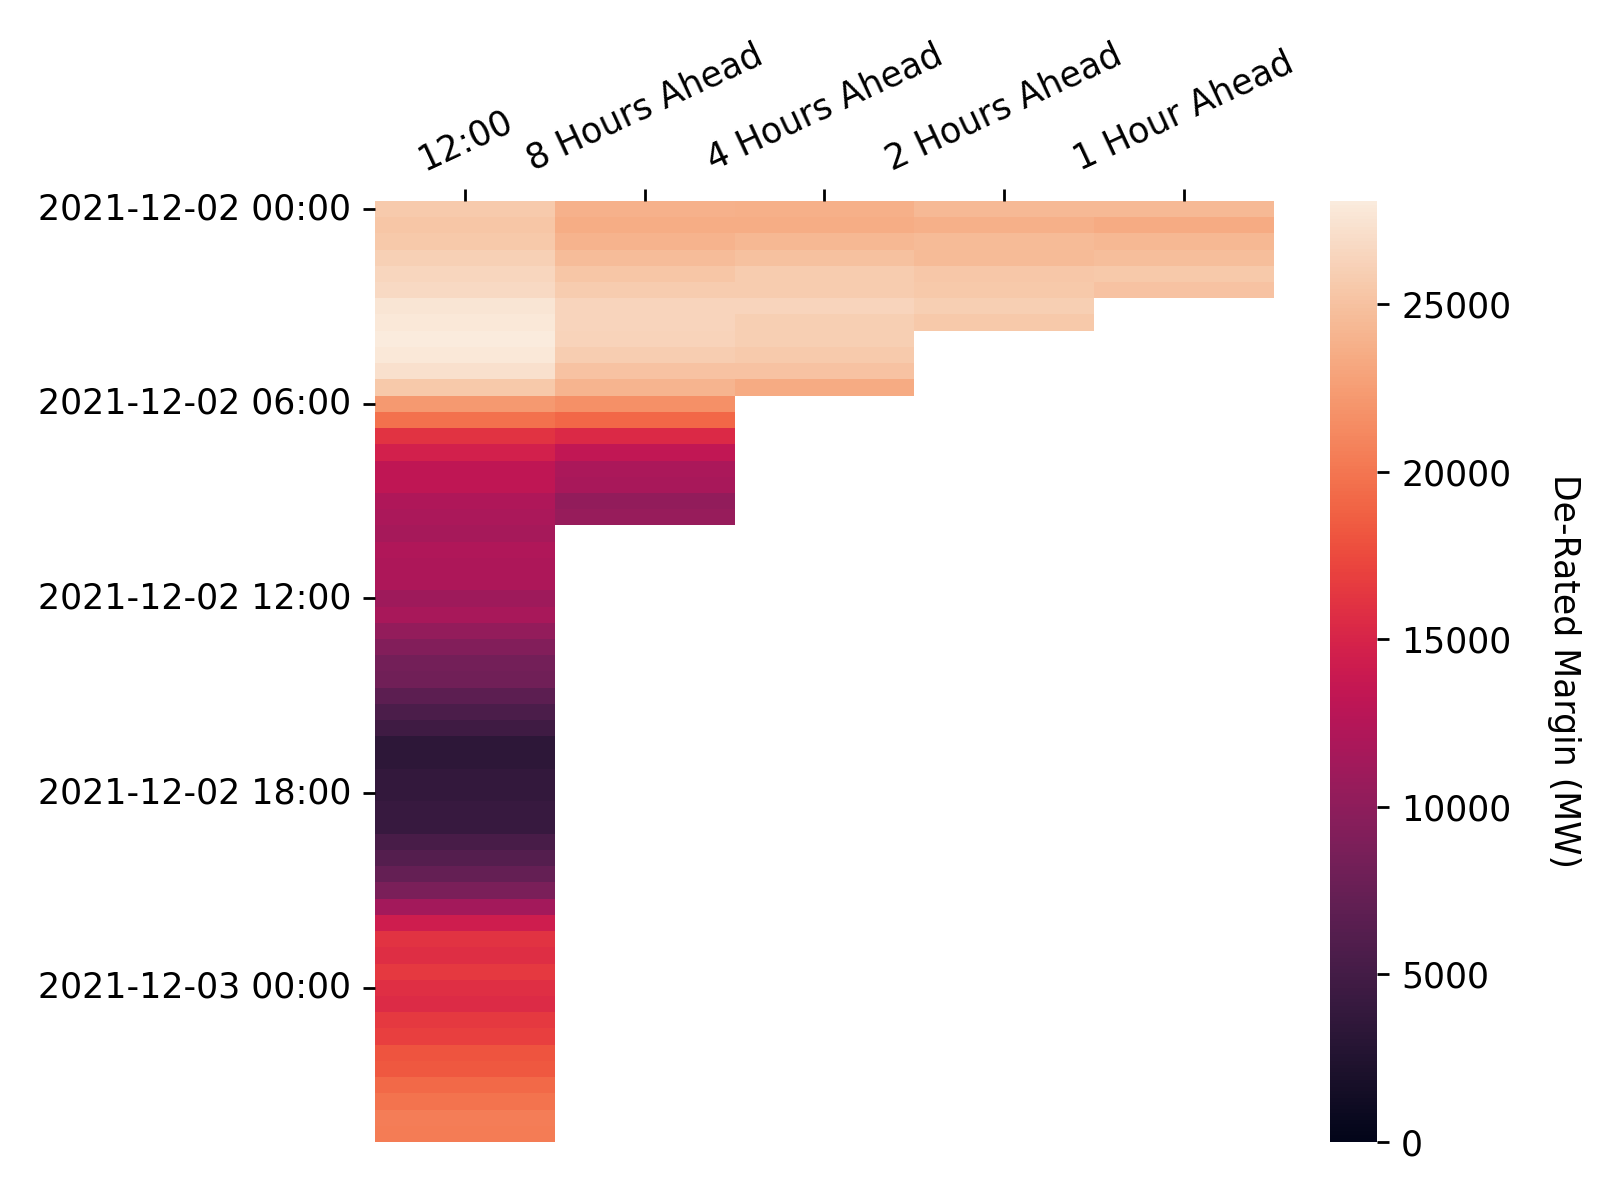 12:00
8 Hours Ahead
4 Hours Ahead
2 Hours Ahead
1 Hour Ahead
2021-12-02 00:00
2021-12-02 06:00
2021-12-02 12:00
2021-12-02 18:00
2021-12-03 00:00
25000
20000
15000
10000
5000
0
De-Rated Margin (MW)